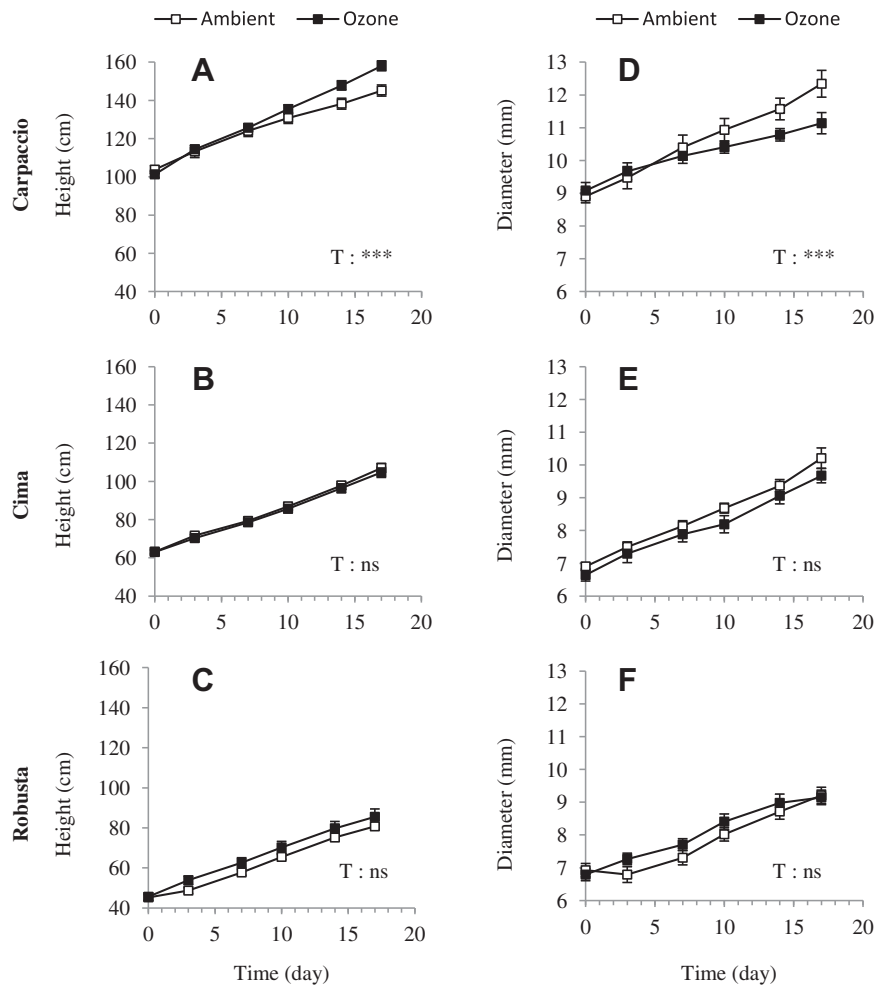 Ambient Ozone
Ambient Ozone
Carpaccio
Height (cm)
A
160
140
120
100
80
60
40
T : ***
0 5 10 15 20
Diameter (mm)
D
13
12
11
10
9
8
7
6
T : ***
0 5 10 15 20
Cima
Height (cm)
B
160
140
120
100
80
60
40
T : ns
0 5 10 15 20
Diameter (mm)
E
13
12
11
10
9
8
7
6
T : ns
0 5 10 15 20
Robusta
Height (cm)
C
160
140
120
100
80
60
40
T : ns
0 5 10 15 20
Time (day)
Diameter (mm)
F
13
12
11
10
9
8
7
6
T : ns
0 5 10 15 20
Time (day)